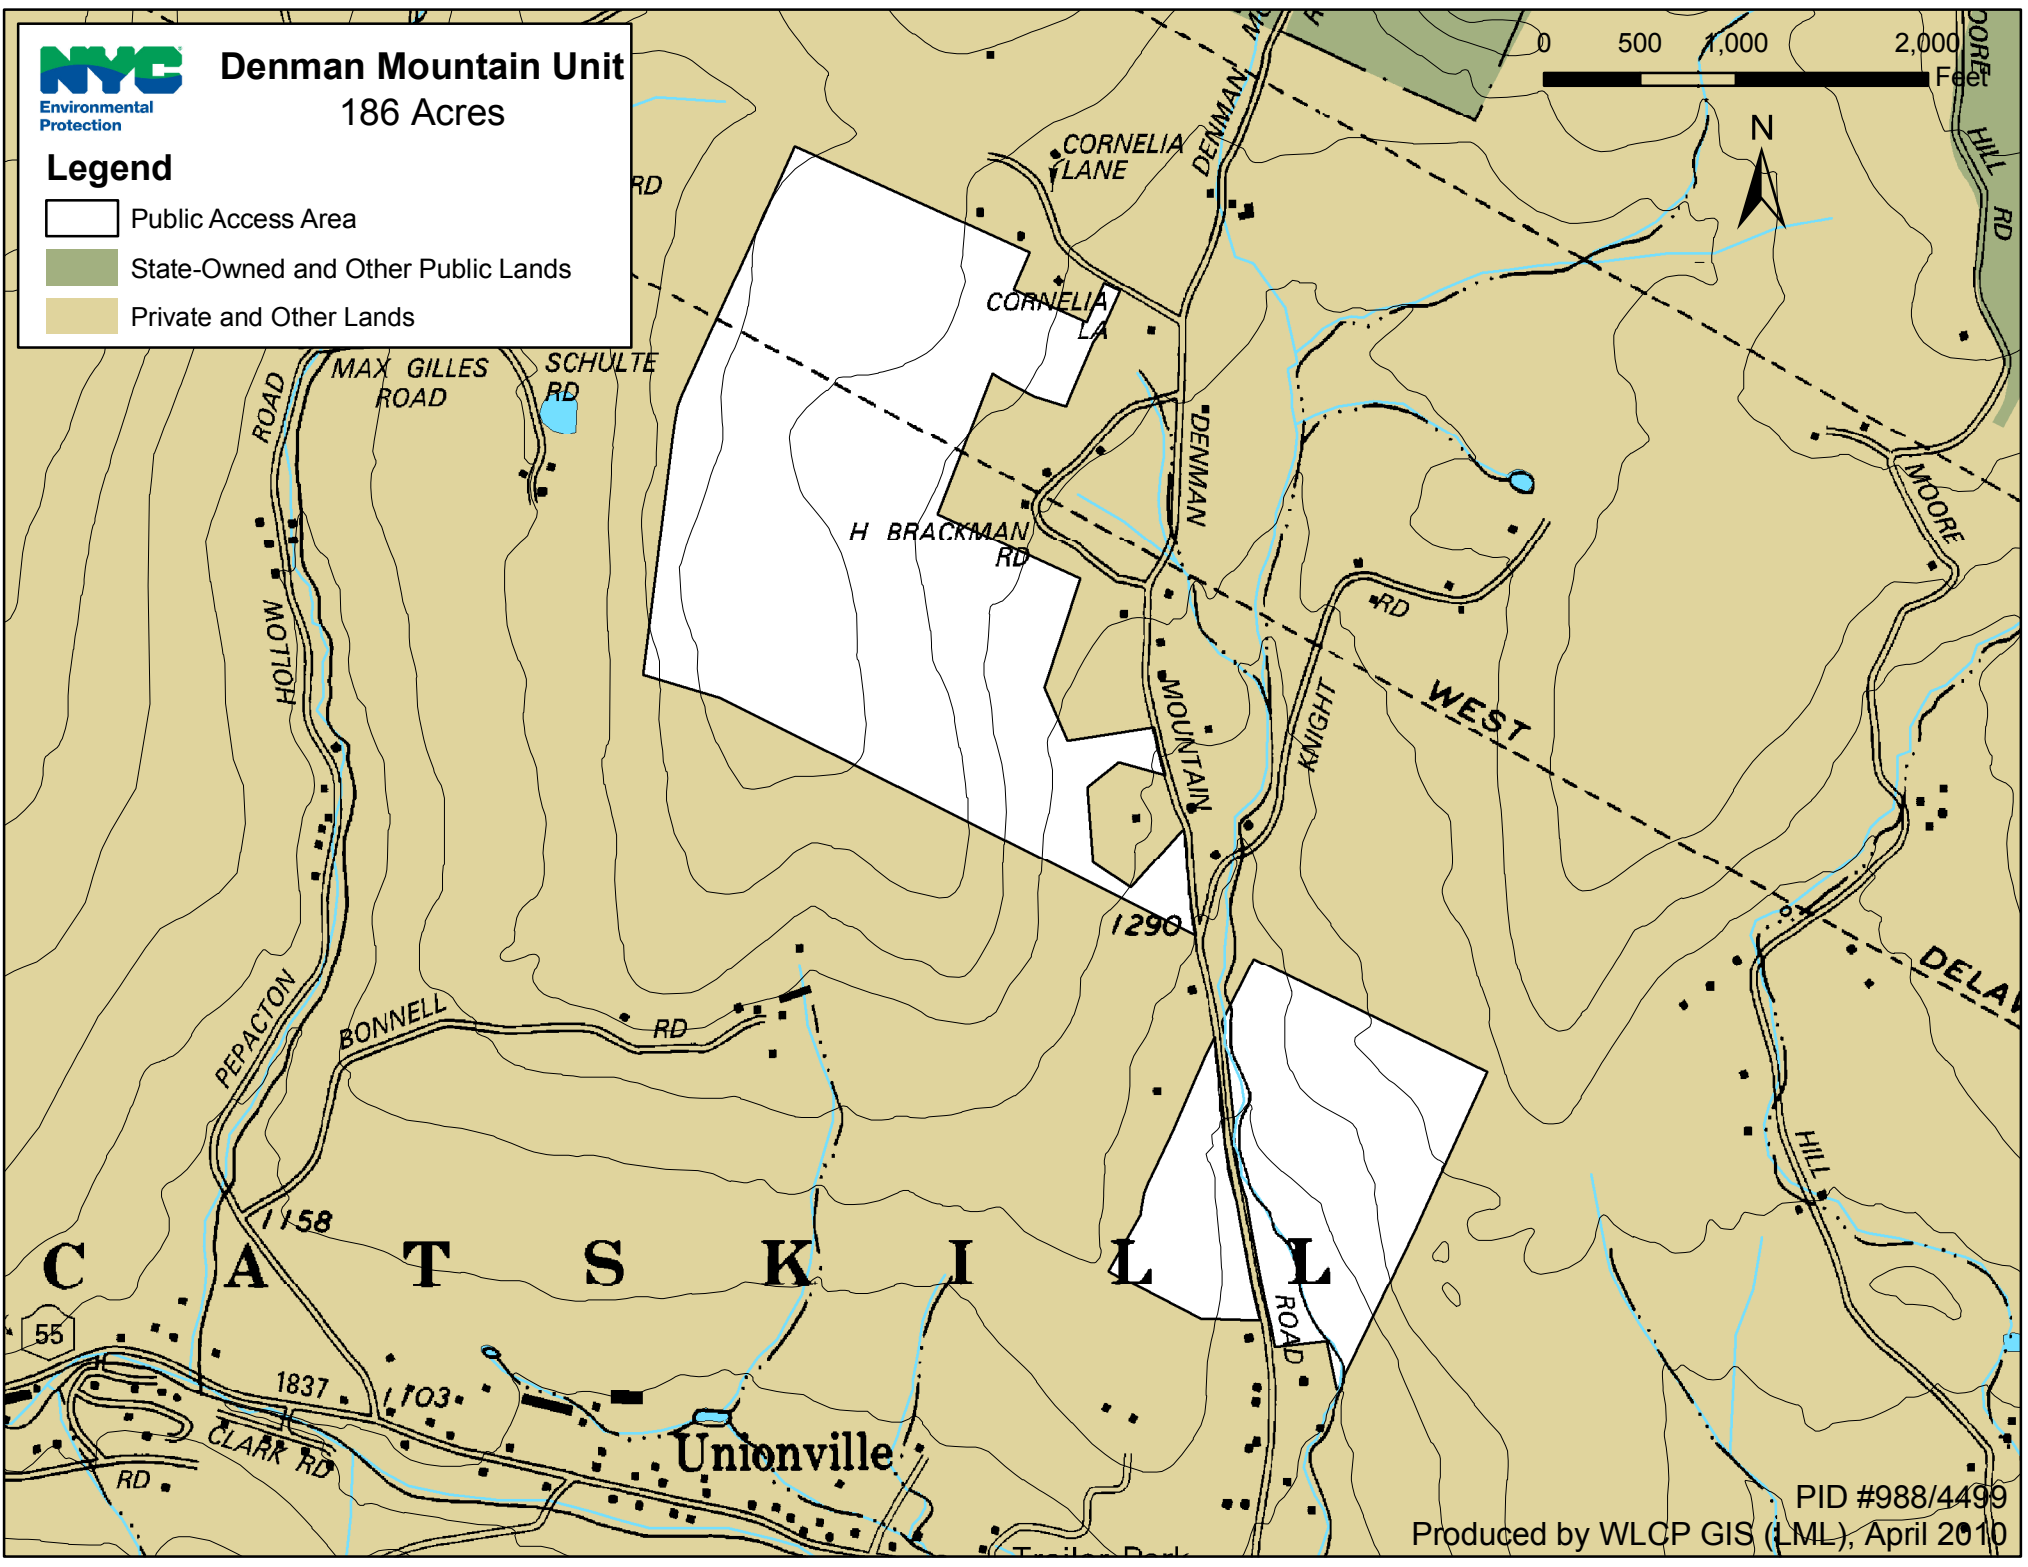 NYC
Environmental
Protection
Denman Mountain Unit
186 Acres
Legend
Public Access Area
State-Owned and Other Public Lands
Private and Other Lands
0 500 1,000 2,000
Feet
N
RD
CORNELIA
LANE
DENMAN
HILL
RD
CORNELIA
LA
MAX GILLES
ROAD
SCHULTE
RD
ROAD
HOLLOW
PEPACTON
H BRACKMAN
RD
DENMAN
MOUNTAIN
ROAD
KNIGHT
RD
MOORE
HILL
WEST
1290
BONNELL
RD
1158
CATSKILL
55
1837
1103
CLARK RD
RD
Unionville
PID #988/4499
Produced by WLCP GIS (LML), April 2010